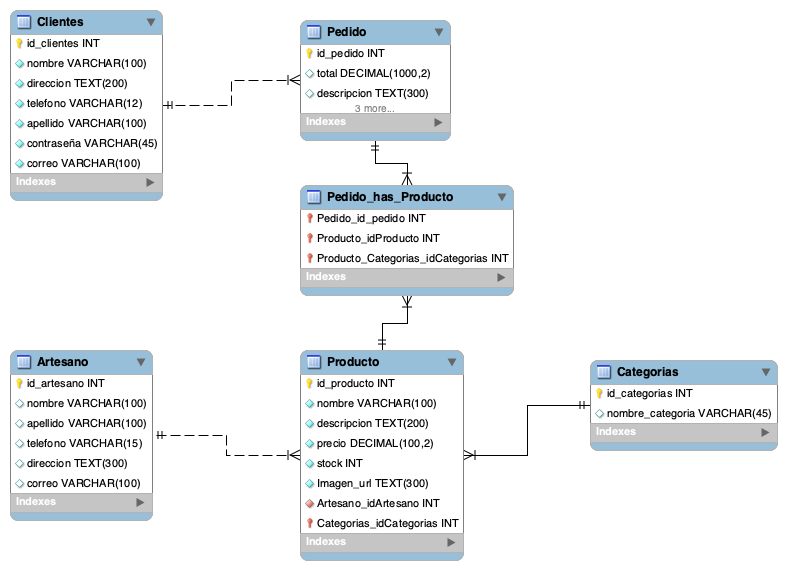 Clientes
id_clientes INT
nombre VARCHAR(100)
direccion TEXT(200)
telefono VARCHAR(12)
apellido VARCHAR(100)
contraseña VARCHAR(45)
correo VARCHAR(100)
Indexes
Pedido
id_pedido INT
total DECIMAL(1000,2)
descripcion TEXT(300)
3 more...
Indexes
Pedido_has_Producto
Pedido_id_pedido INT
Producto_idProducto INT
Producto_Categorias_idCategorias INT
Indexes
Artesano
id_artesano INT
nombre VARCHAR(100)
apellido VARCHAR(100)
telefono VARCHAR(15)
direccion TEXT(300)
correo VARCHAR(100)
Indexes
Producto
id_producto INT
nombre VARCHAR(100)
descripcion TEXT(200)
precio DECIMAL(100,2)
stock INT
Imagen_url TEXT(300)
Artesano_idArtesano INT
Categorias_idCategorias INT
Indexes
Categorias
id_categorias INT
nombre_categoria VARCHAR(45)
Indexes